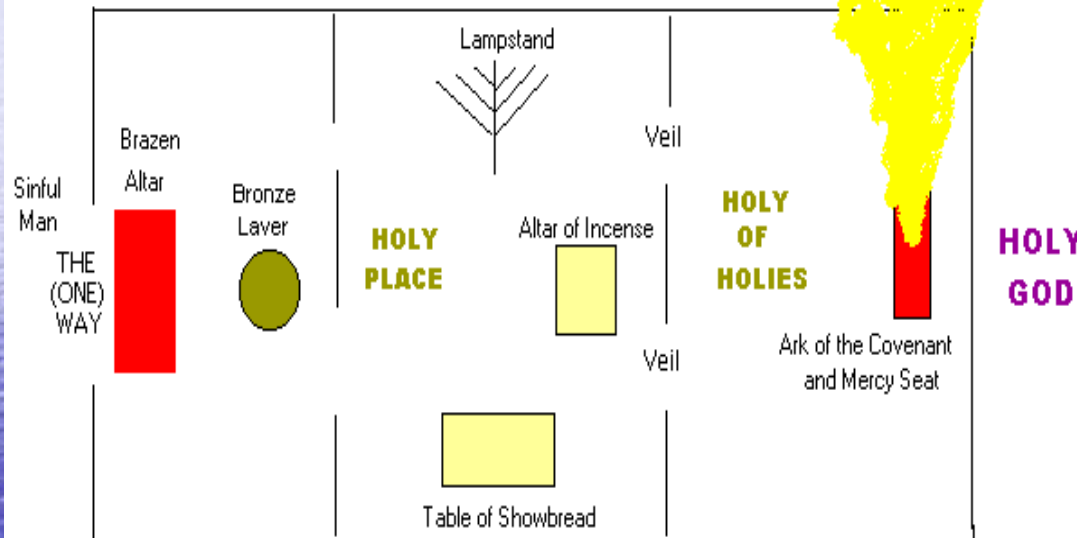 Lampstand
Brazen
Altar
Veil
Sinful
Man
Bronze
Laver
HOLY
OF
HOLIES
Altar of Incense
HOLY
PLACE
THE
(ONE)
WAY
HOLY
GOD
Veil
Ark of the Covenant
and Mercy Seat
Table of Showbread